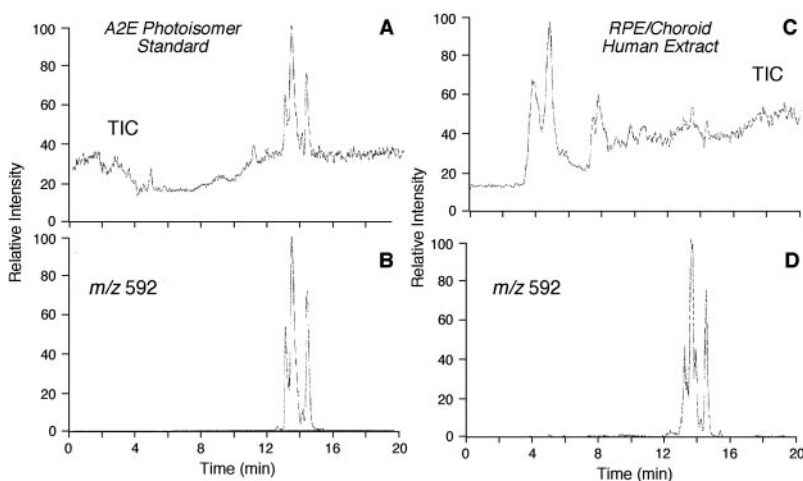 A2E Photoisomer
Standard
A
TIC
100
80
60
40
20
0
Relative Intensity
B
m/z 592
100
80
60
40
20
0
0 4 8 12 16 20
Time (min)
RPE/Choroid
Human Extract
C
TIC
100
80
60
40
20
0
Relative Intensity
D
m/z 592
100
80
60
40
20
0
0 4 8 12 16 20
Time (min)